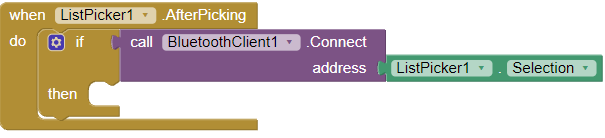 when ListPicker1 .AfterPicking
do if call BluetoothClient1 .Connect
address ListPicker1 . Selection
then